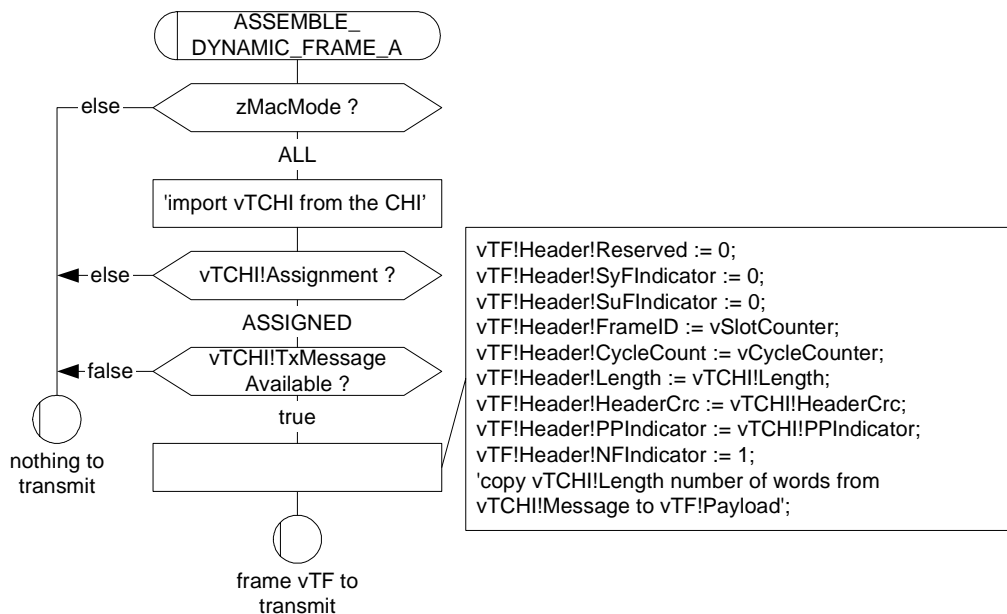 ASSEMBLE_
DYNAMIC_FRAME_A
else
zMacMode ?
ALL
'import vTCHI from the CHI'
else
vTCHI!Assignment ?
ASSIGNED
false
vTCHI!TxMessage
Available ?
true
nothing to
transmit
frame vTF to
transmit
vTF!Header!Reserved := 0;
vTF!Header!SyFIndicator := 0;
vTF!Header!SuFIndicator := 0;
vTF!Header!FrameID := vSlotCounter;
vTF!Header!CycleCount := vCycleCounter;
vTF!Header!Length := vTCHI!Length;
vTF!Header!HeaderCrc := vTCHI!HeaderCrc;
vTF!Header!PPIndicator := vTCHI!PPIndicator;
vTF!Header!NFIndicator := 1;
'copy vTCHI!Length number of words from
vTCHI!Message to vTF!Payload';